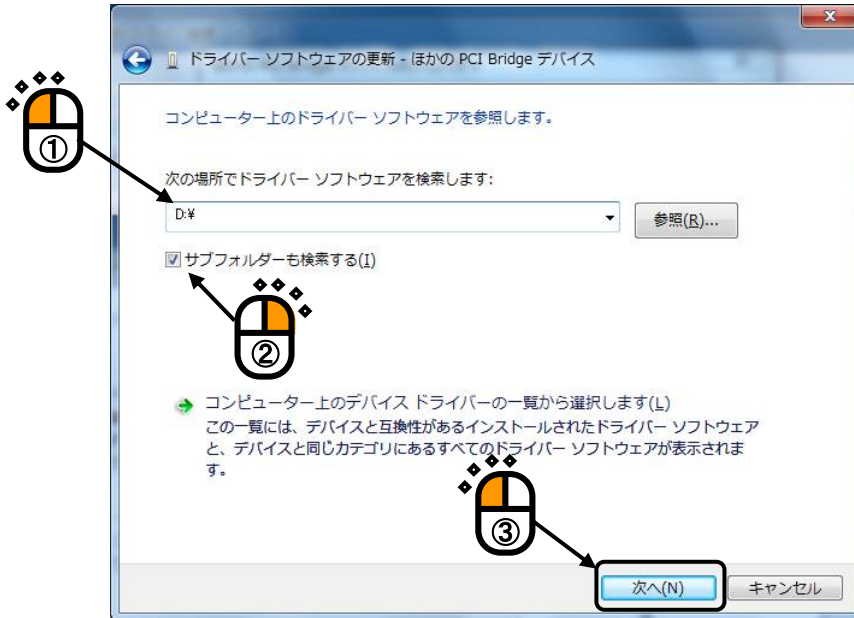 ドライバー ソフトウェアの更新 - ほかの PCI Bridge デバイス
コンピューター上のドライバー ソフトウェアを参照します。
①
次の場所でドライバー ソフトウェアを検索します:
D:¥
参照(R)...
サブフォルダーも検索する(I)
②
コンピューター上のデバイス ドライバーの一覧から選択します(L)
この一覧には、デバイスと互換性があるインストールされたドライバー ソフトウェア
と、デバイスと同じカテゴリにあるすべてのドライバー ソフトウェアが表示されま
す。
③
次へ(N)
キャンセル